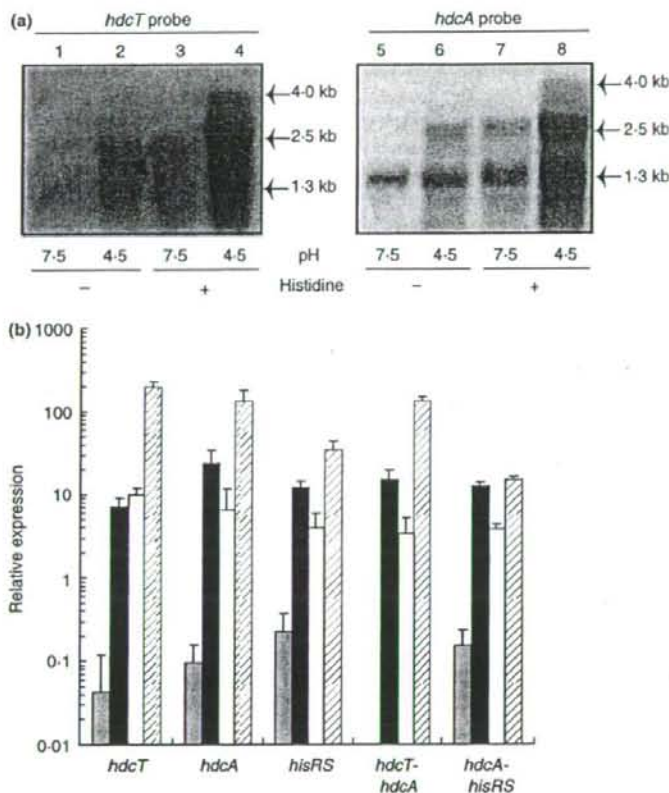 (a) hdcT probe hdcA probe
1 2 3 4 5 6 7 8
4·0 kb 4·0 kb
2·5 kb 2·5 kb
1·3 kb 1·3 kb
7·5 4·5 7·5 4·5 pH 7·5 4·5 7·5 4·5
– + Histidine – +
(b) 1000
100
10
1
0·1
0·01
Relative expression
hdcT hdcA hisRS hdcT- hdcA-
hdcA hisRS